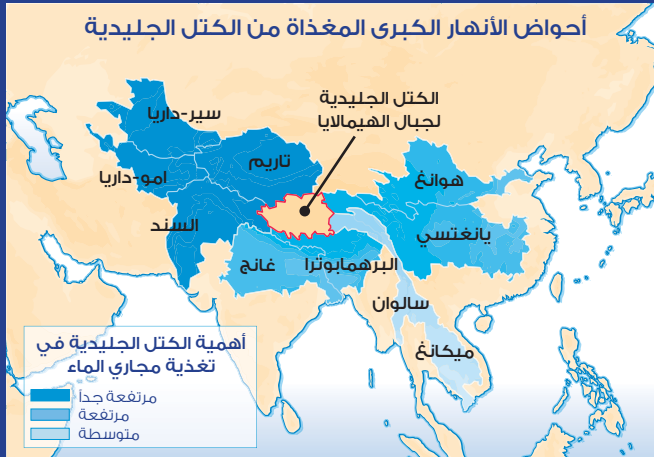 أحواض الأنهار الكبرى المغذاة من الكتل الجليدية
الكتل الجليدية
لجبال الهيمالايا
سير-داريا
تاريم
هوانغ
امو-داريا
السند
يانغتسي
غانج
البرهمابوترا
سالوان
ميكانغ
أهمية الكتل الجليدية في
تغذية مجاري الماء
مرتفعة جداً
مرتفعة
متوسطة